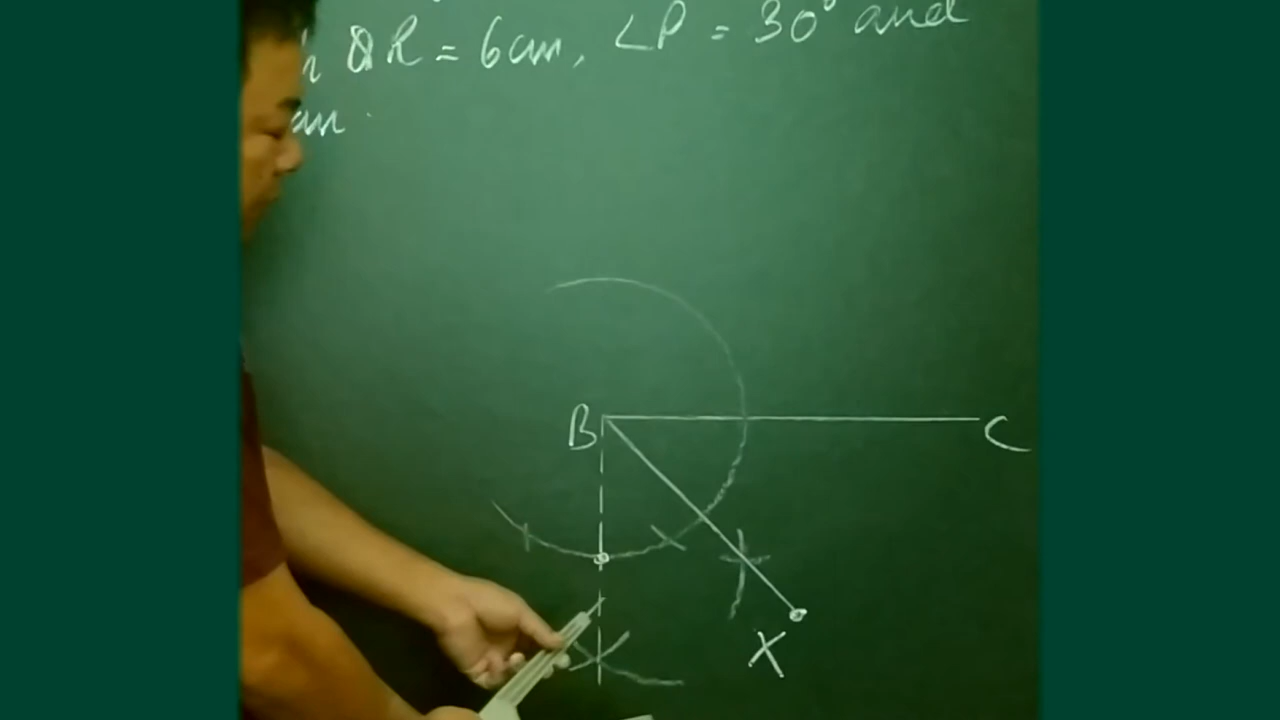 QR = 6cm, ∠P = 30° and
cm.
B
C
X